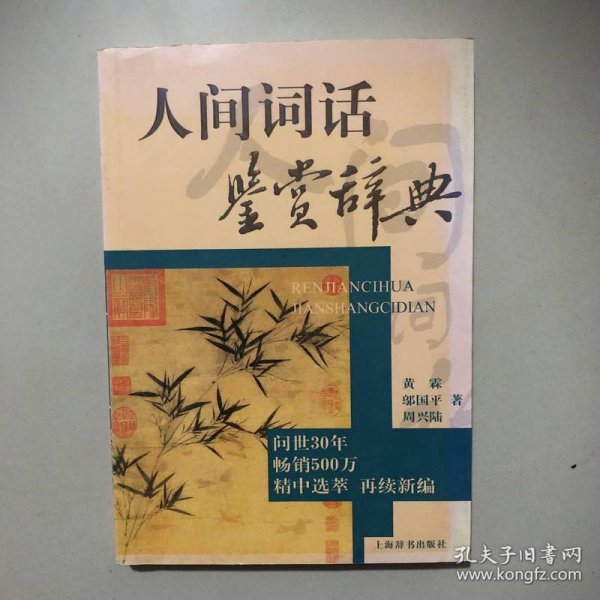 人间词话
鉴赏辞典
RENJIANCIHUA
JIANSHANGCIDIAN
黄霖
邬国平 著
周兴陆
问世30年
畅销500万
精中选萃 再续新编
上海辞书出版社
孔夫子旧书网
www.kongfz.com